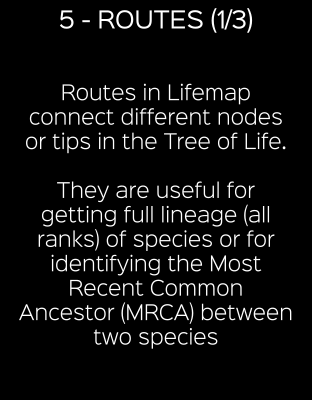 5 - ROUTES (1/3)
Routes in Lifemap
connect different nodes
or tips in the Tree of Life.
They are useful for
getting full lineage (all
ranks) of species or for
identifying the Most
Recent Common
Ancestor (MRCA) between
two species